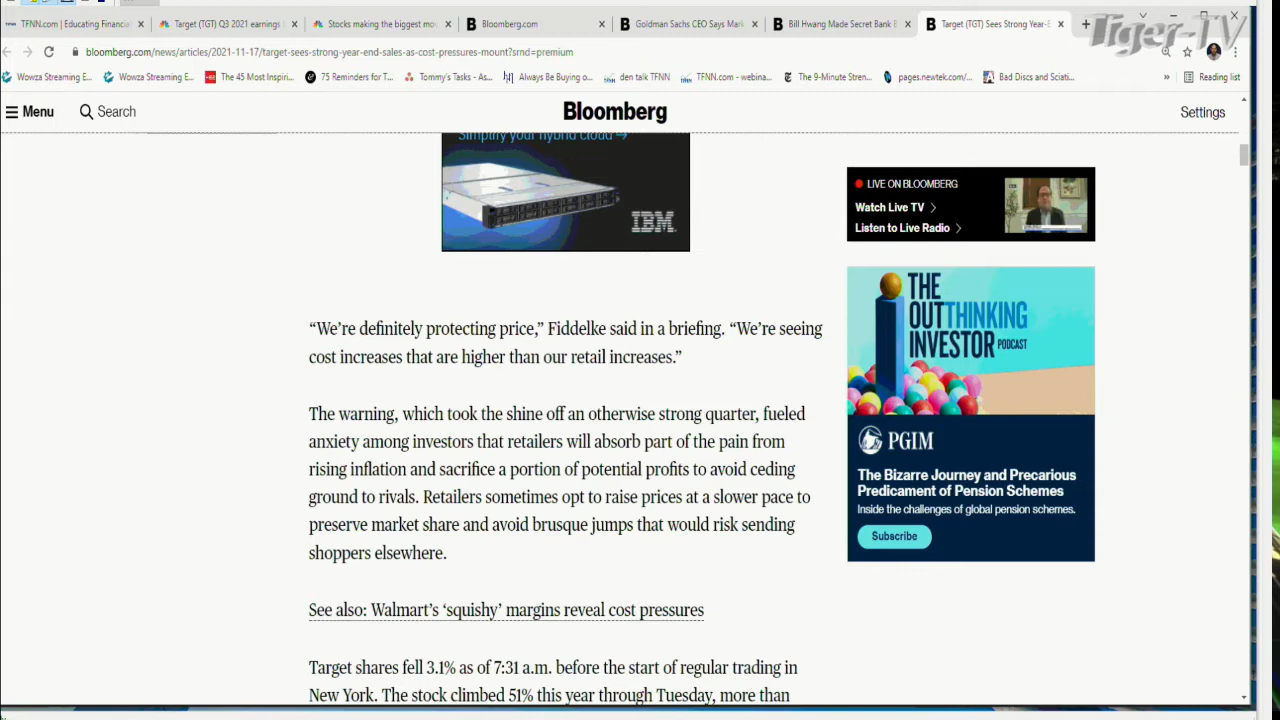 TFNN.com | Educating Financia
Target (TGT) Q3 2021 earnings
Stocks making the biggest mo
Bloomberg.com
Goldman Sachs CEO Says Mark
Bill Hwang Made Secret Bank
Target (TGT) Sees Strong Year-E
Tiger-TV
bloomberg.com/news/articles/2021-11-17/target-sees-strong-year-end-sales-as-cost-pressures-mount?srnd=premium
Wowza Streaming E...
Wowza Streaming E...
The 45 Most Inspiri...
75 Reminders for T...
Tommy's Tasks - As...
Always Be Buying o...
den talk TFNN
TFNN.com - webina...
The 9-Minute Stren...
pages.newtek.com/...
Bad Discs and Sciati...
»
Reading list
Menu
Search
Bloomberg
Settings
Simplify your hybrid cloud →
IBM
LIVE ON BLOOMBERG
Watch Live TV >
Listen to Live Radio >
THE
OUTTHINKING
INVESTOR PODCAST
PGIM
The Bizarre Journey and Precarious
Predicament of Pension Schemes
Inside the challenges of global pension schemes.
Subscribe
“We’re definitely protecting price,” Fiddelke said in a briefing. “We’re seeing
cost increases that are higher than our retail increases.”
The warning, which took the shine off an otherwise strong quarter, fueled
anxiety among investors that retailers will absorb part of the pain from
rising inflation and sacrifice a portion of potential profits to avoid ceding
ground to rivals. Retailers sometimes opt to raise prices at a slower pace to
preserve market share and avoid brusque jumps that would risk sending
shoppers elsewhere.
See also: Walmart’s ‘squishy’ margins reveal cost pressures
Target shares fell 3.1% as of 7:31 a.m. before the start of regular trading in
New York. The stock climbed 51% this year through Tuesday, more than